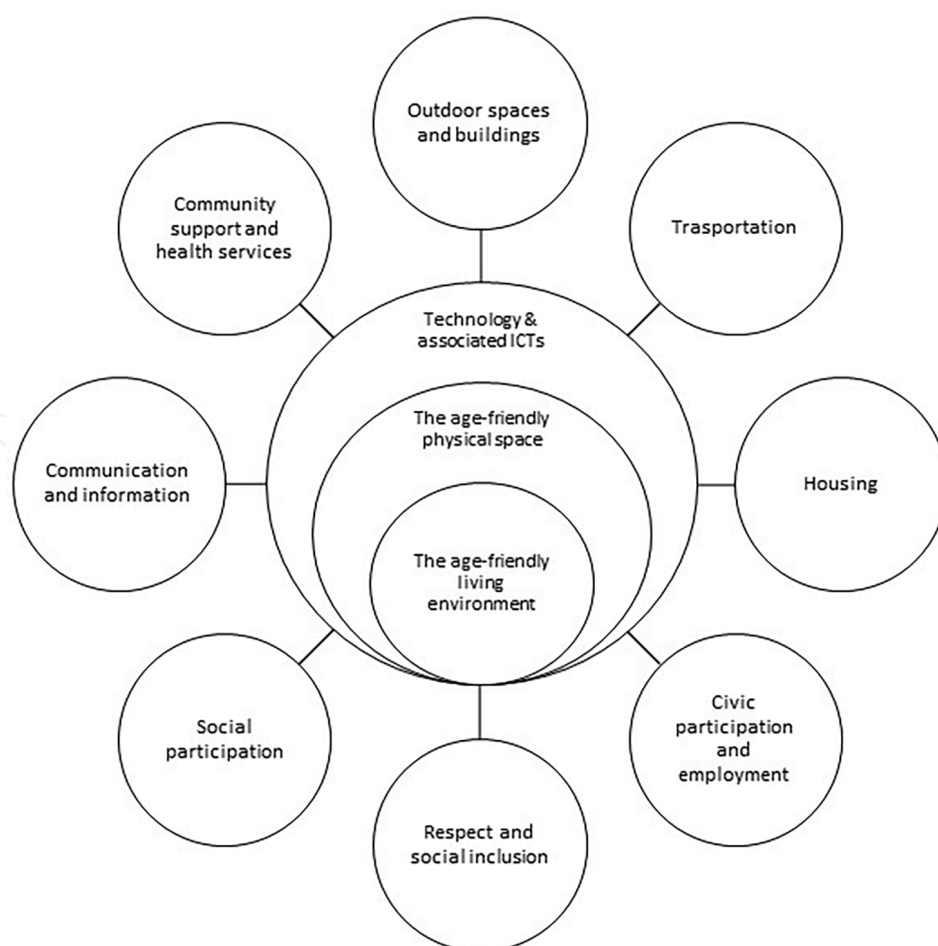 Outdoor spaces
and buildings
Trasportation
Housing
Civic
participation
and
employment
Respect and
social inclusion
Social
participation
Communication
and information
Community
support and
health services
Technology &
associated ICTs
The age-friendly
physical space
The age-friendly
living
environment